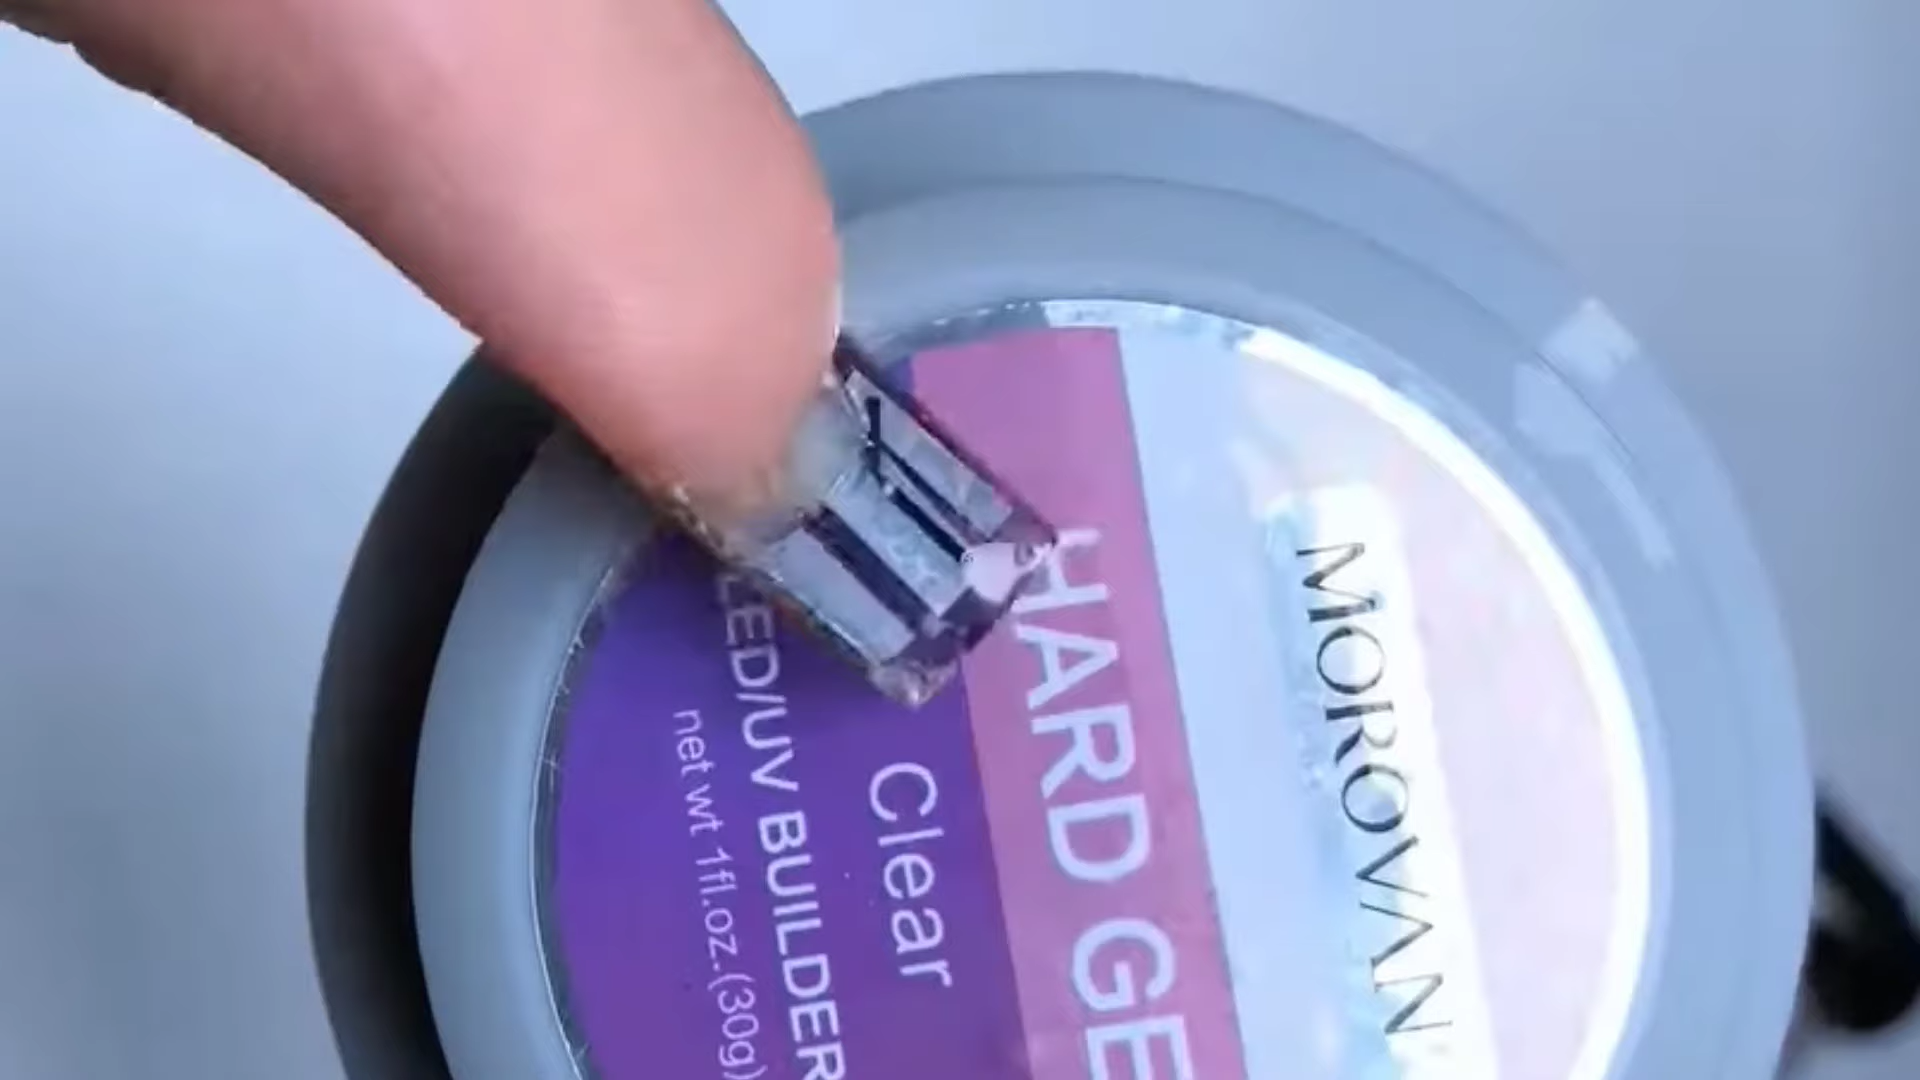 MOROVAN
HARD GE
Clear
LED/UV BUILDER
net wt 1fl.oz.(30g)